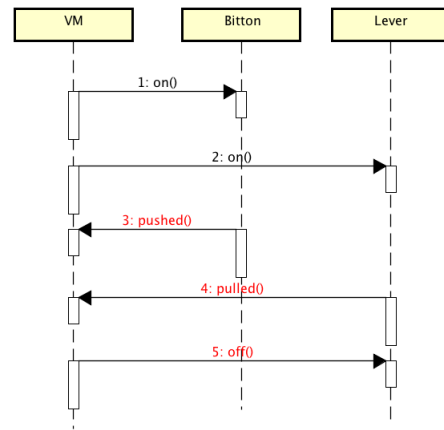 VM
Bitton
Lever
1: on()
2: on()
3: pushed()
4: pulled()
5: off()